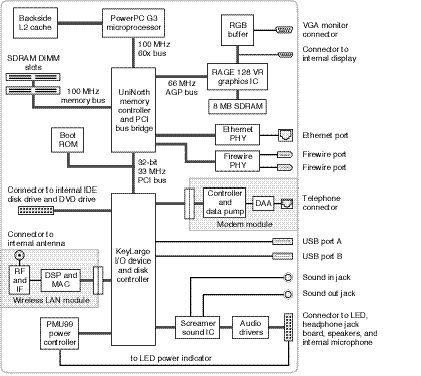 Backside
L2 cache
PowerPC G3
microprocessor
RGB
buffer
VGA monitor
connector
Connector to
internal display
100 MHz
60x bus
SDRAM DIMM
slots
100 MHz
memory bus
UniNorth
memory
controller
and PCI
bus bridge
66 MHz
AGP bus
RAGE 128 VR
graphics IC
8 MB SDRAM
Boot
ROM
Ethernet
PHY
Ethernet port
Firewire
PHY
Firewire port
Firewire port
32-bit
33 MHz
PCI bus
Connector to internal IDE
disk drive and DVD drive
Controller
and data pump
DAA
Telephone
connector
Modem module
Connector to
internal antenna
KeyLargo
I/O device
and disk
controller
USB port A
USB port B
RF
and
IF
DSP and
MAC
Wireless LAN module
Sound in jack
Sound out jack
PMU99
power
controller
Screamer
sound IC
Audio
drivers
Connector to LED,
headphone jack
board, speakers, and
internal microphone
to LED power indicator